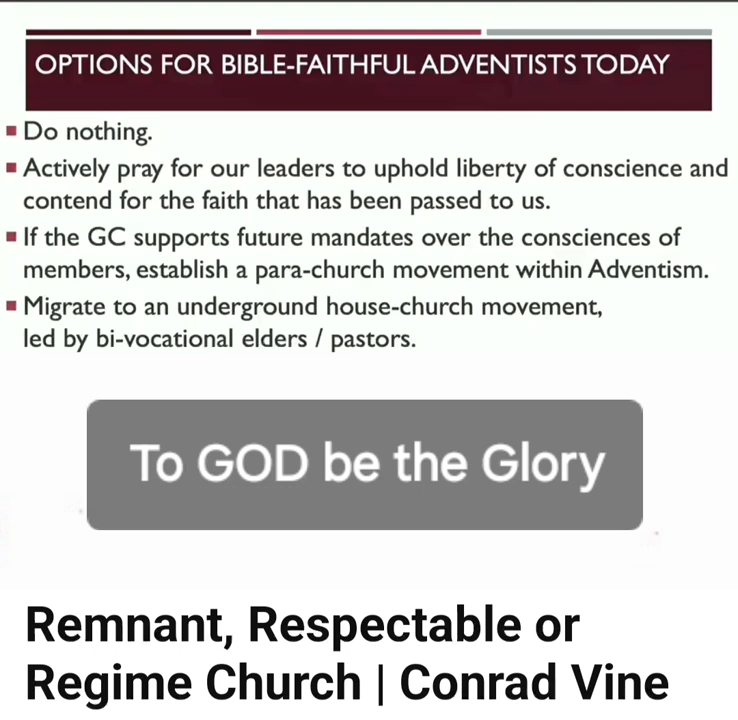 OPTIONS FOR BIBLE-FAITHFUL ADVENTISTS TODAY
▪ Do nothing.
▪ Actively pray for our leaders to uphold liberty of conscience and
contend for the faith that has been passed to us.
▪ If the GC supports future mandates over the consciences of
members, establish a para-church movement within Adventism.
▪ Migrate to an underground house-church movement,
led by bi-vocational elders / pastors.
To GOD be the Glory
Remnant, Respectable or
Regime Church | Conrad Vine